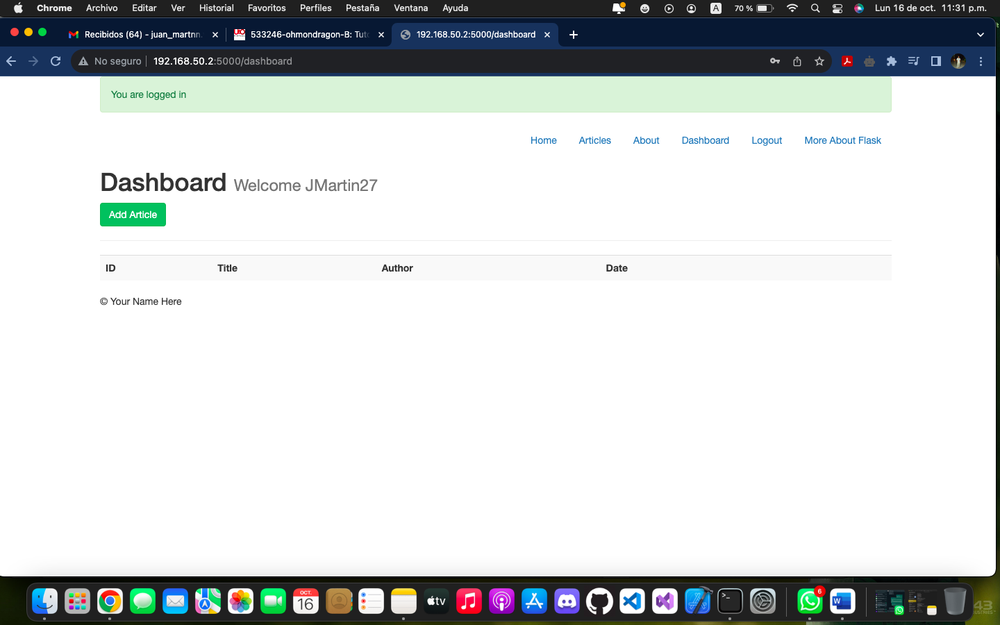 Chrome Archivo Editar Ver Historial Favoritos Perfiles Pestaña Ventana Ayuda A 70 % Lun 16 de oct. 11:31 p.m.
Recibidos (64) - juan_martnn. 533246-ohmondragon-B: Tut 192.168.50.2:5000/dashboard
No seguro 192.168.50.2:5000/dashboard
You are logged in
Home Articles About Dashboard Logout More About Flask
Dashboard Welcome JMartin27
Add Article
ID Title Author Date
© Your Name Here
OCT.
16
tv
6
43